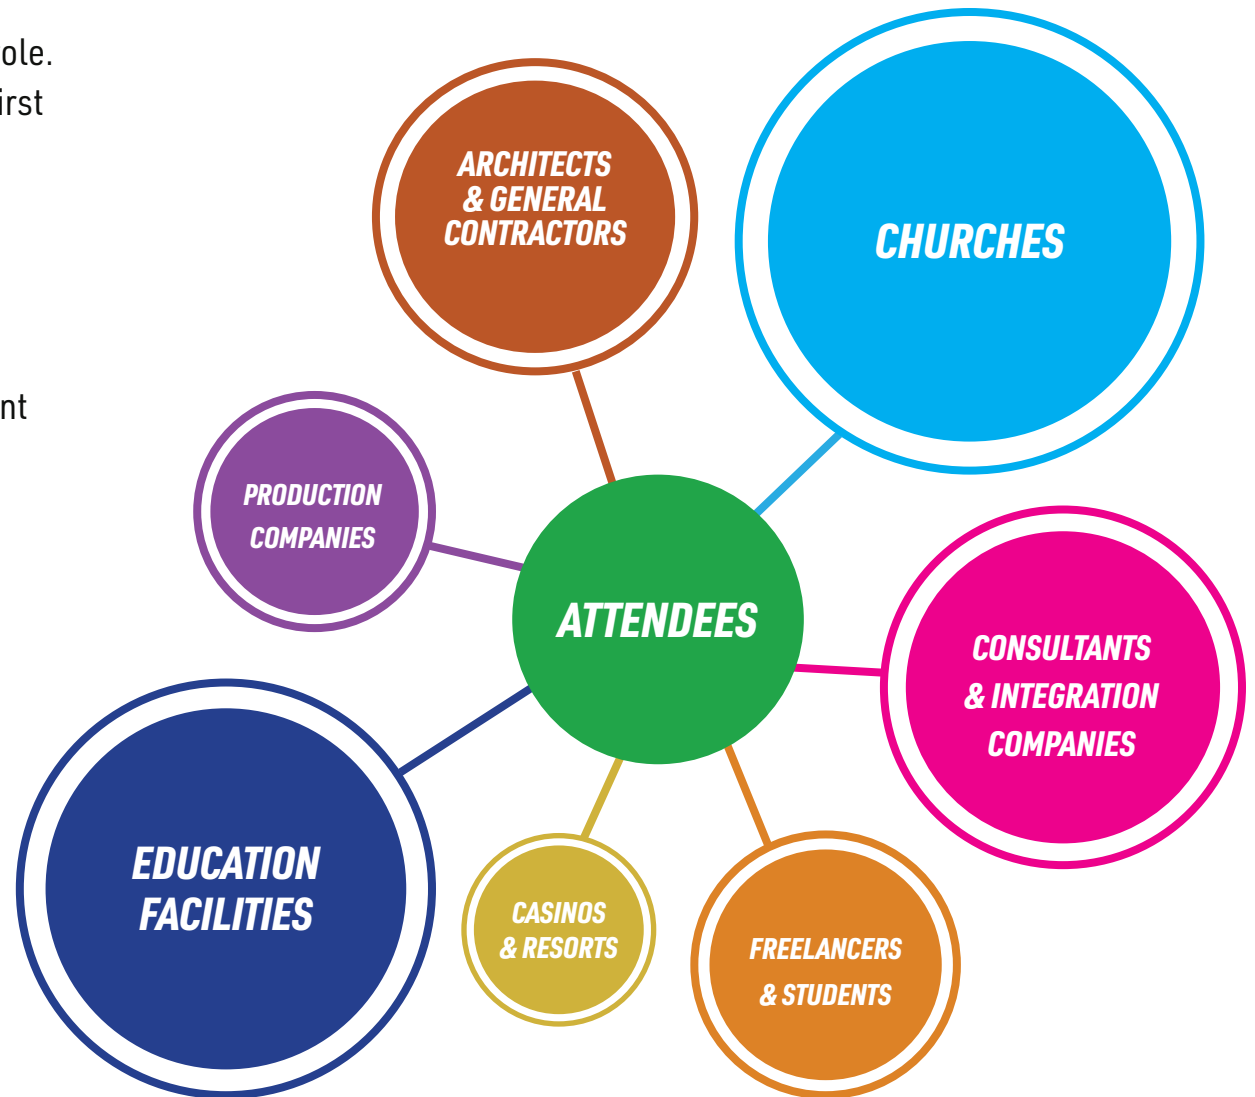 ole.
irst
nt
ARCHITECTS
& GENERAL
CONTRACTORS
CHURCHES
PRODUCTION
COMPANIES
ATTENDEES
CONSULTANTS
& INTEGRATION
COMPANIES
EDUCATION
FACILITIES
CASINOS
& RESORTS
FREELANCERS
& STUDENTS